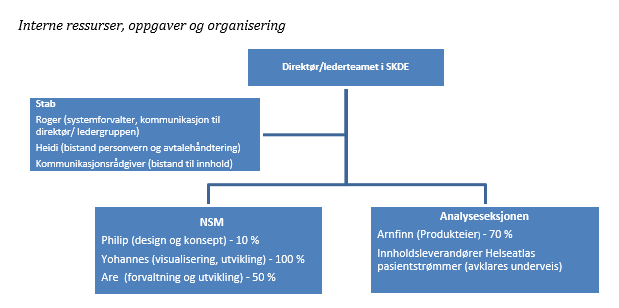 Interne ressurser, oppgaver og organisering
Direktør/lederteamet i SKDE
Stab
Roger (systemforvalter, kommunikasjon til
direktør/ ledergruppen)
Heidi (bistand personvern og avtalehåndtering)
Kommunikasjonsrådgiver (bistand til innhold)
NSM
Philip (design og konsept) - 10 %
Yohannes (visualisering, utvikling) - 100 %
Are  (forvaltning og utvikling) - 50 %
Analyseseksjonen
Arnfinn (Produkteier) - 70 %
Innholdsleverandører Helseatlas
pasientstrømmer (avklares underveis)